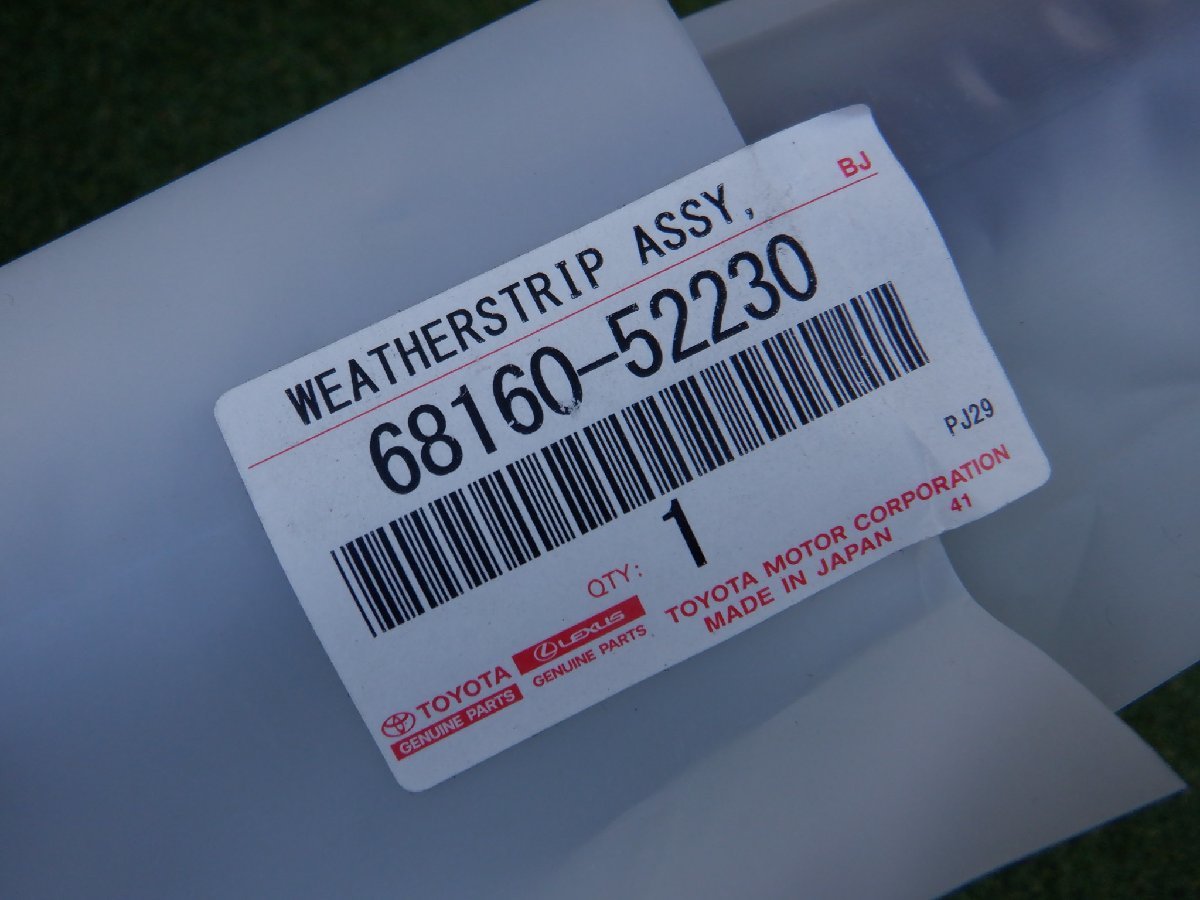 BJ
WEATHERSTRIP ASSY,
68160-52230
PJ29
QTY: 1
TOYOTA MOTOR CORPORATION
MADE IN JAPAN 41
TOYOTA
GENUINE PARTS
LEXUS
GENUINE PARTS